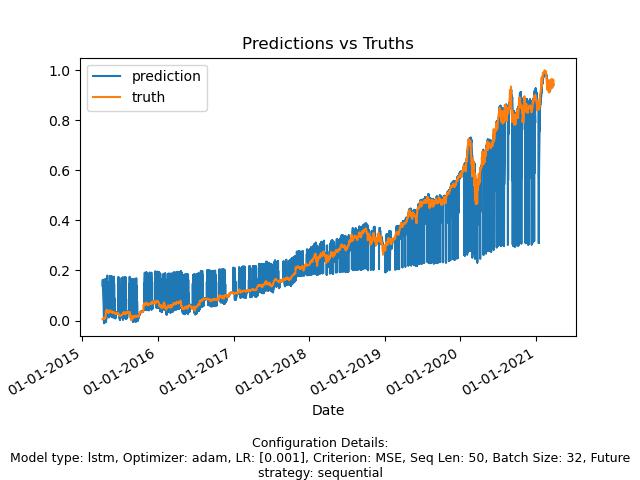 Predictions vs Truths
prediction
truth
1.0
0.8
0.6
0.4
0.2
0.0
01-01-2015
01-01-2016
01-01-2017
01-01-2018
01-01-2019
01-01-2020
01-01-2021
Date
Configuration Details:
Model type: lstm, Optimizer: adam, LR: [0.001], Criterion: MSE, Seq Len: 50, Batch Size: 32, Future
strategy: sequential